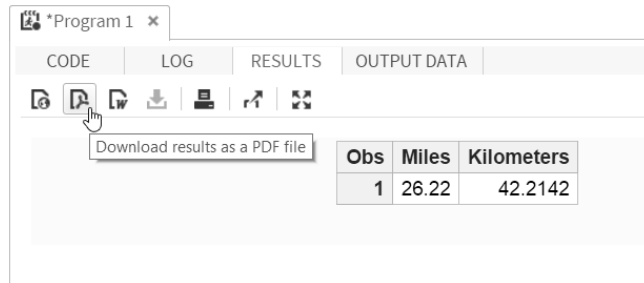 *Program 1 ×
CODE LOG RESULTS OUTPUT DATA
Download results as a PDF file
Obs Miles Kilometers
1 26.22 42.2142